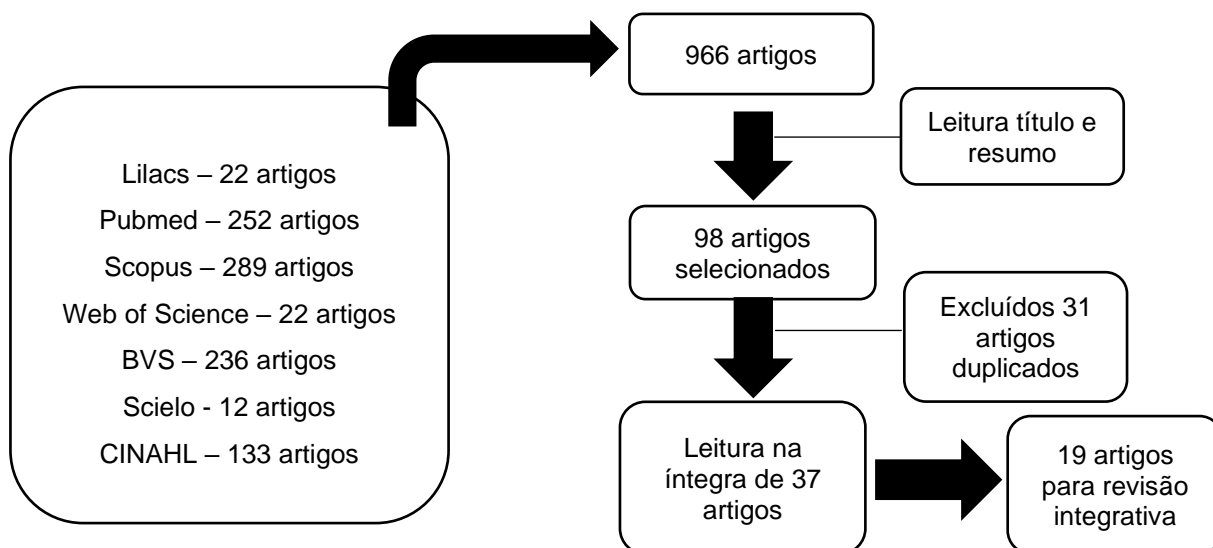 Lilacs – 22 artigos
Pubmed – 252 artigos
Scopus – 289 artigos
Web of Science – 22 artigos
BVS – 236 artigos
Scielo - 12 artigos
CINAHL – 133 artigos
966 artigos
Leitura título e
resumo
98 artigos
selecionados
Excluídos 31
artigos
duplicados
Leitura na
íntegra de 37
artigos
19 artigos
para revisão
integrativa